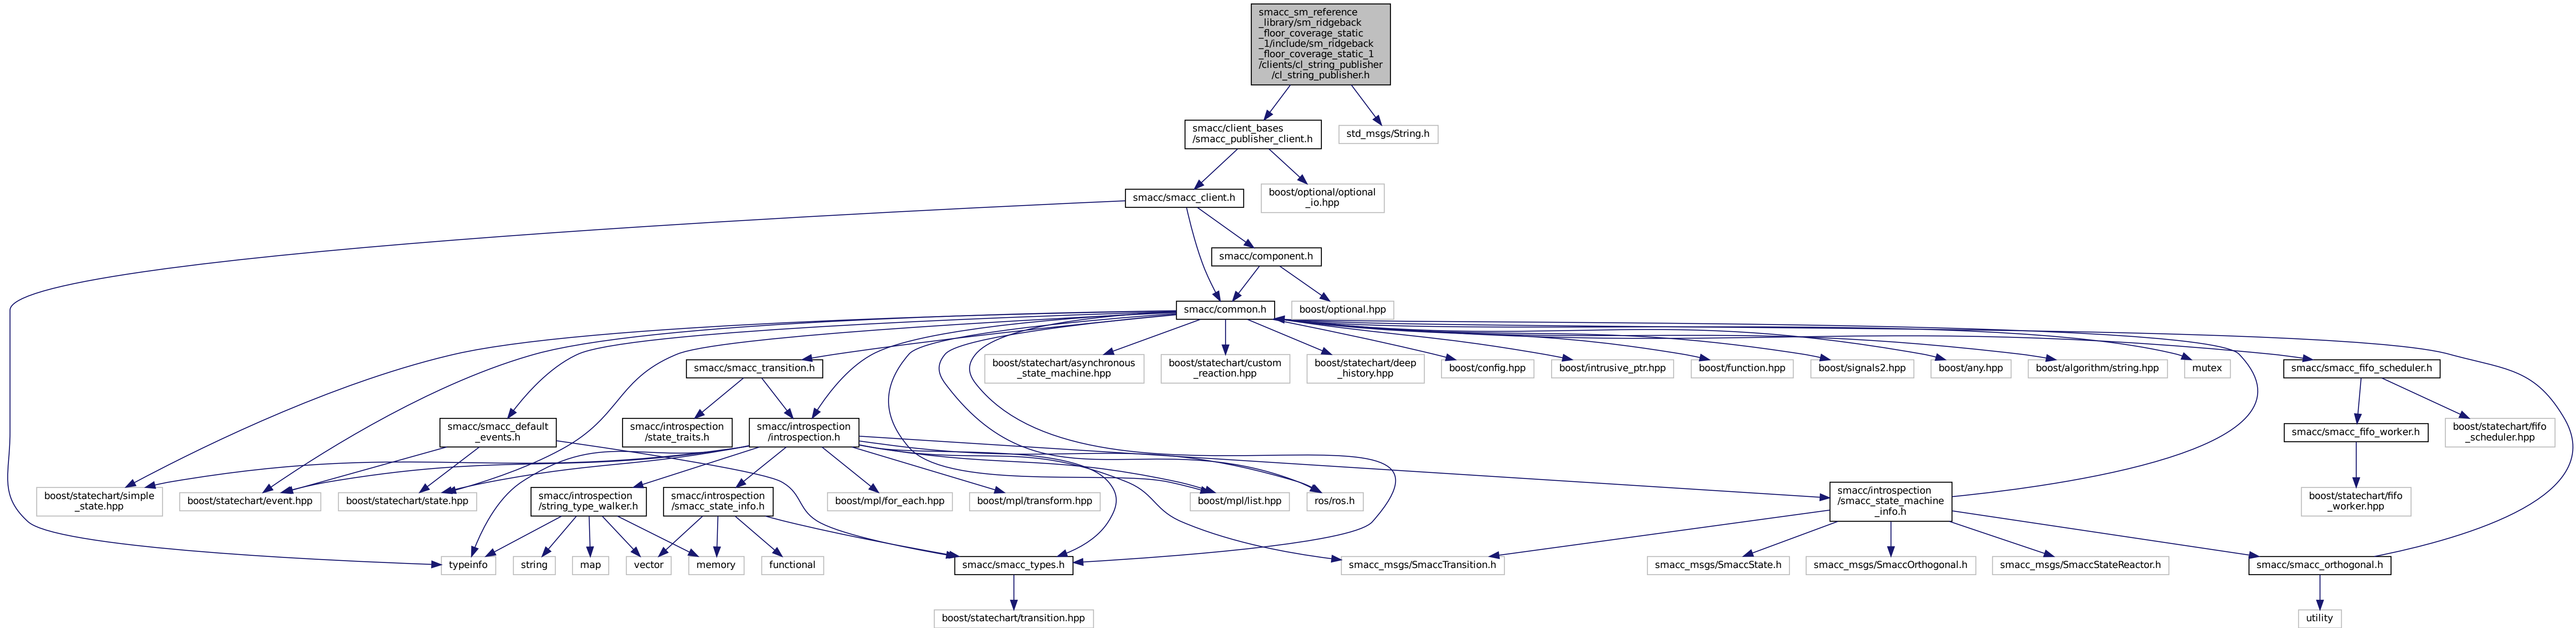 smacc_sm_reference
_library/sm_ridgeback
_floor_coverage_static
_1/include/sm_ridgeback
_floor_coverage_static_1
/clients/cl_string_publisher
/cl_string_publisher.h
smacc/client_bases
/smacc_publisher_client.h
std_msgs/String.h
smacc/smacc_client.h
boost/optional/optional
_io.hpp
smacc/component.h
smacc/common.h
boost/optional.hpp
smacc/smacc_transition.h
boost/statechart/asynchronous
_state_machine.hpp
boost/statechart/custom
_reaction.hpp
boost/statechart/deep
_history.hpp
boost/config.hpp
boost/intrusive_ptr.hpp
boost/function.hpp
boost/signals2.hpp
boost/any.hpp
boost/algorithm/string.hpp
mutex
smacc/smacc_fifo_scheduler.h
smacc/smacc_default
_events.h
smacc/introspection
/state_traits.h
smacc/introspection
/introspection.h
smacc/smacc_fifo_worker.h
boost/statechart/fifo
_scheduler.hpp
boost/statechart/simple
_state.hpp
boost/statechart/event.hpp
boost/statechart/state.hpp
smacc/introspection
/string_type_walker.h
smacc/introspection
/smacc_state_info.h
boost/mpl/for_each.hpp
boost/mpl/transform.hpp
boost/mpl/list.hpp
ros/ros.h
smacc/introspection
/smacc_state_machine
_info.h
boost/statechart/fifo
_worker.hpp
typeinfo
string
map
vector
memory
functional
smacc/smacc_types.h
smacc_msgs/SmaccTransition.h
smacc_msgs/SmaccState.h
smacc_msgs/SmaccOrthogonal.h
smacc_msgs/SmaccStateReactor.h
smacc/smacc_orthogonal.h
boost/statechart/transition.hpp
utility